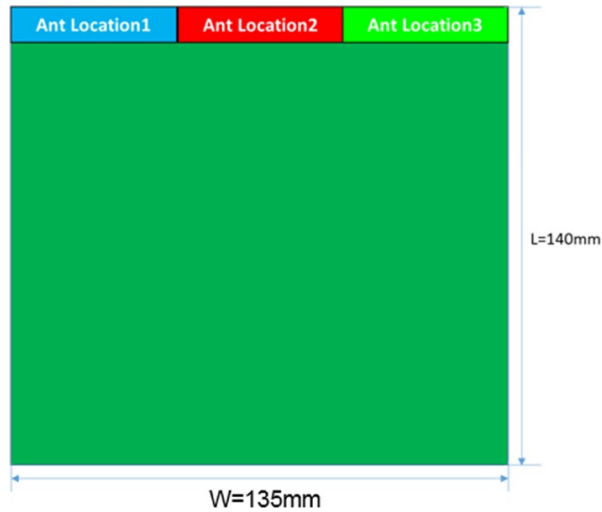 Ant Location1
Ant Location2
Ant Location3
L=140mm
W=135mm